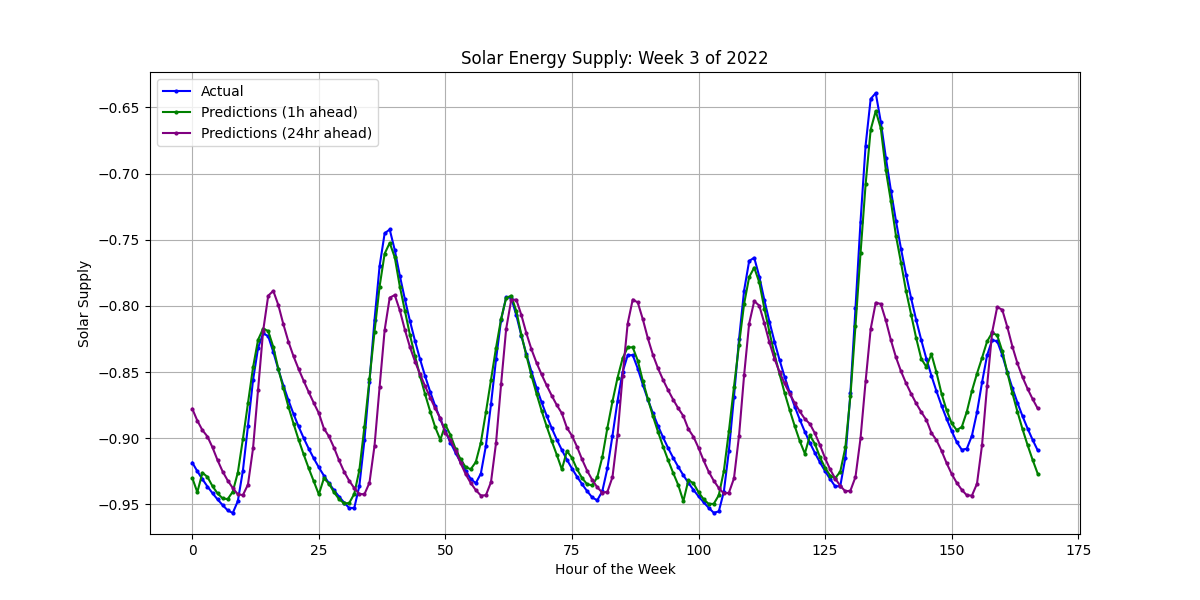 Solar Energy Supply: Week 3 of 2022
Actual
Predictions (1h ahead)
Predictions (24hr ahead)
Solar Supply
−0.65
−0.70
−0.75
−0.80
−0.85
−0.90
−0.95
0 25 50 75 100 125 150 175
Hour of the Week